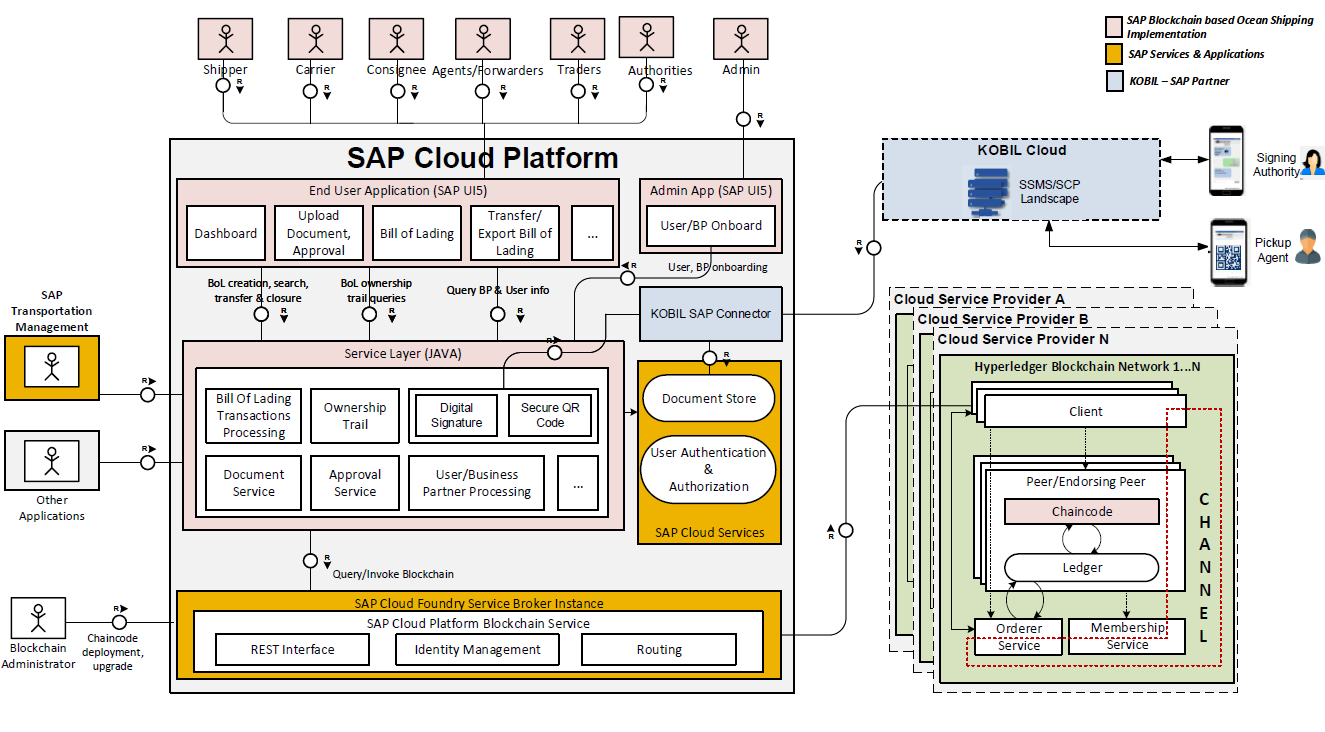 SAP Blockchain based Ocean Shipping
Implementation
SAP Services & Applications
KOBIL – SAP Partner
Shipper
Carrier
Consignee
Agents/Forwarders
Traders
Authorities
Admin
R
R
R
R
R
R
R
SAP Cloud Platform
End User Application (SAP UI5)
Dashboard
Upload
Document,
Approval
Bill of Lading
Transfer/
Export Bill of
Lading
...
Admin App (SAP UI5)
User/BP Onboard
User, BP onboarding
R
BoL creation, search,
transfer & closure
R
BoL ownership
trail queries
R
Query BP & User info
R
KOBIL SAP Connector
R
R
Service Layer (JAVA)
Bill Of Lading
Transactions
Processing
Ownership
Trail
Digital
Signature
Secure QR
Code
Document
Service
Approval
Service
User/Business
Partner Processing
...
Document Store
User Authentication
&
Authorization
SAP Cloud Services
R
Query/Invoke Blockchain
SAP Cloud Foundry Service Broker Instance
SAP Cloud Platform Blockchain Service
REST Interface
Identity Management
Routing
SAP
Transportation
Management
R
Other
Applications
R
Blockchain
Administrator
R
Chaincode
deployment,
upgrade
KOBIL Cloud
SSMS/SCP
Landscape
R
Signing
Authority
Pickup
Agent
R
Cloud Service Provider A
Cloud Service Provider B
Cloud Service Provider N
Hyperledger Blockchain Network 1...N
Client
Peer/Endorsing Peer
Chaincode
Ledger
Orderer
Service
Membership
Service
C
H
A
N
N
E
L